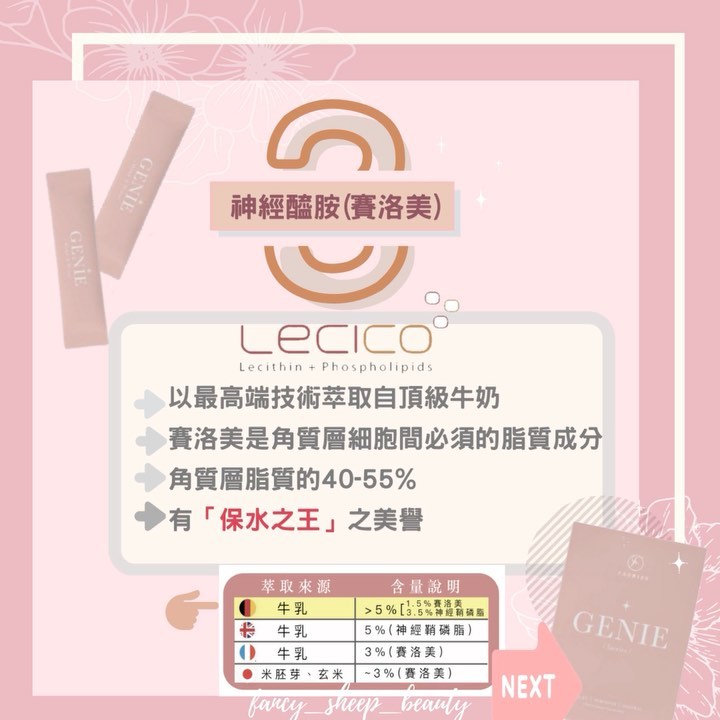 3
神經醯胺(賽洛美)
GENiE
GENiE
LECICO
Lecithin + Phospholipids
以最高端技術萃取自頂級牛奶
賽洛美是角質層細胞間必須的脂質成分
角質層脂質的40-55%
有「保水之王」之美譽
萃取來源 含量說明
牛乳 >5%[1.5%賽洛美
3.5%神經鞘磷脂
牛乳 5%(神經鞘磷脂)
牛乳 3%(賽洛美)
米胚芽、玄米 ~3%(賽洛美)
GENIE
NEXT
fancy_sheep_beauty